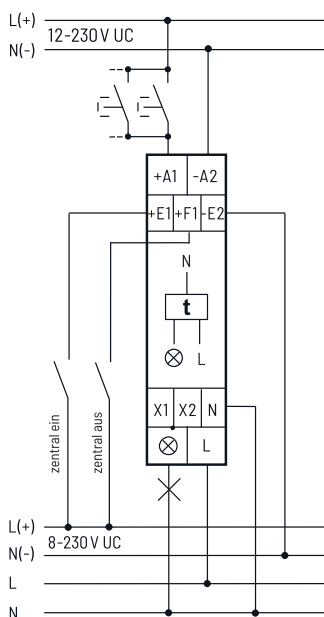 L(+)
12-230 V UC
N(-)
+A1 -A2
+E1 +F1 -E2
N
t
L
X1 X2 N
L
zentral ein
zentral aus
L(+)
8-230 V UC
N(-)
L
N